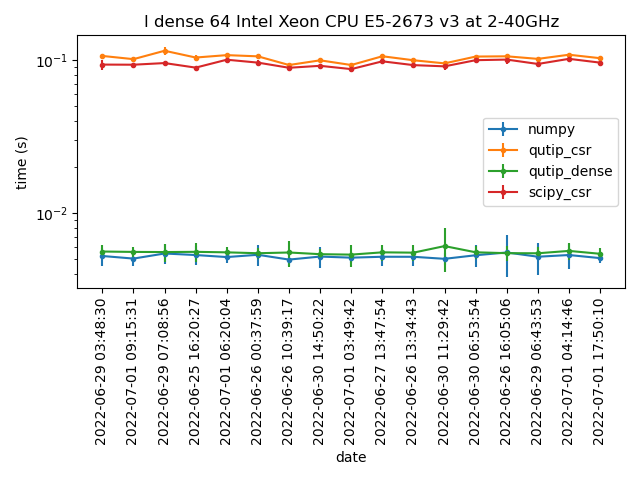 l dense 64 Intel Xeon CPU E5-2673 v3 at 2-40GHz
time (s)
10⁻¹
10⁻²
numpy
qutip_csr
qutip_dense
scipy_csr
2022-06-29 03:48:30
2022-07-01 09:15:31
2022-06-29 07:08:56
2022-06-25 16:20:27
2022-07-01 06:20:04
2022-06-26 00:37:59
2022-06-26 10:39:17
2022-06-30 14:50:22
2022-07-01 03:49:42
2022-06-27 13:47:54
2022-06-26 13:34:43
2022-06-30 11:29:42
2022-06-30 06:53:54
2022-06-26 16:05:06
2022-06-29 06:43:53
2022-07-01 04:14:46
2022-07-01 17:50:10
date